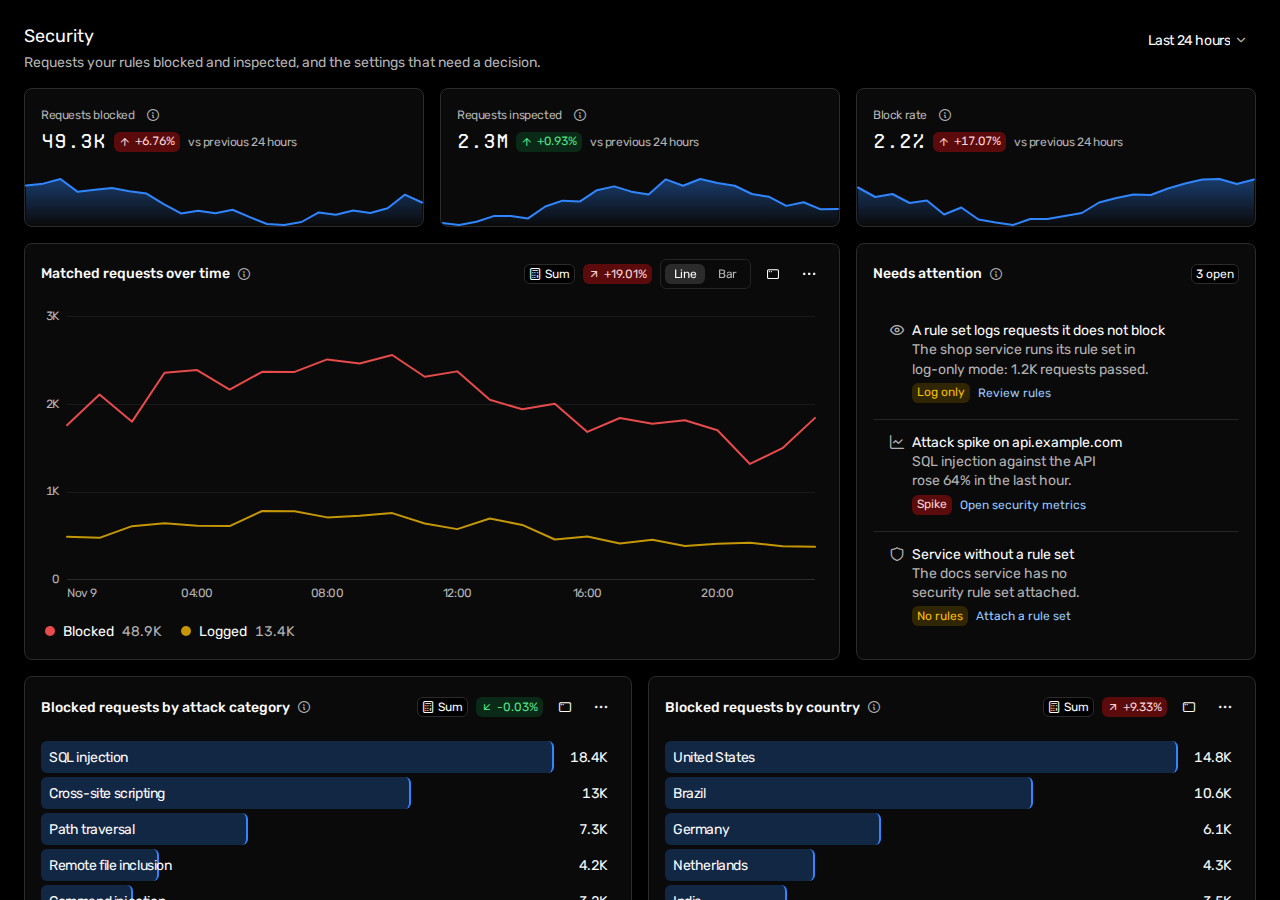 Security
Last 24 hours
Requests your rules blocked and inspected, and the settings that need a decision.
Requests blocked
49.3K +6.76% vs previous 24 hours
Requests inspected
2.3M +0.93% vs previous 24 hours
Block rate
2.2% +17.07% vs previous 24 hours
Matched requests over time
Sum +19.01% Line Bar
3K
2K
1K
0
Nov 9 04:00 08:00 12:00 16:00 20:00
Blocked 48.9K Logged 13.4K
Needs attention
3 open
A rule set logs requests it does not block
The shop service runs its rule set in
log-only mode: 1.2K requests passed.
Log only Review rules
Attack spike on api.example.com
SQL injection against the API
rose 64% in the last hour.
Spike Open security metrics
Service without a rule set
The docs service has no
security rule set attached.
No rules Attach a rule set
Blocked requests by attack category
Sum -0.03%
SQL injection 18.4K
Cross-site scripting 13K
Path traversal 7.3K
Remote file inclusion 4.2K
Blocked requests by country
Sum +9.33%
United States 14.8K
Brazil 10.6K
Germany 6.1K
Netherlands 4.3K